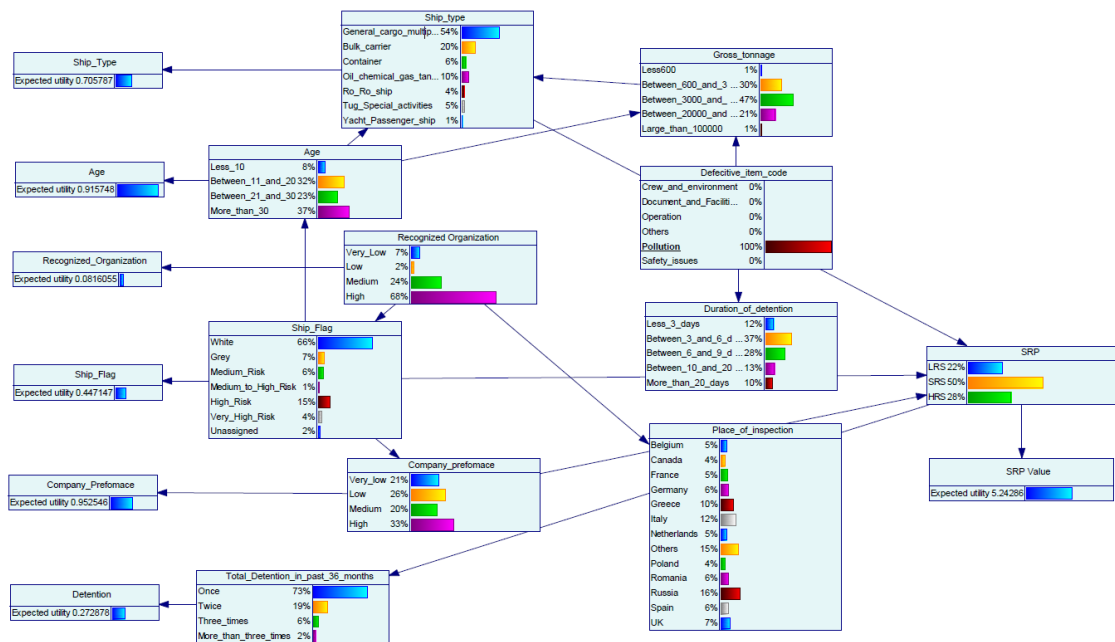 Ship_type
General_cargo_multip... 54%
Bulk_carrier 20%
Container 6%
Oil_chemical_gas_tan... 10%
Ro_Ro_ship 4%
Tug_Special_activities 5%
Yacht_Passenger_ship 1%
Ship_Type
Expected utility 0.705787
Gross_tonnage
Less600 1%
Between_600_and_3 ... 30%
Between_3000_and_ ... 47%
Between_20000_and ... 21%
Large_than_100000 1%
Age
Expected utility 0.915748
Age
Less_10 8%
Between_11_and_20 32%
Between_21_and_30 23%
More_than_30 37%
Defecitive_item_code
Crew_and_environment 0%
Document_and_Faciliti... 0%
Operation 0%
Others 0%
Pollution 100%
Safety_issues 0%
Recognized_Organization
Expected utility 0.0816055
Recognized Organization
Very_Low 7%
Low 2%
Medium 24%
High 68%
Duration_of_detention
Less_3_days 12%
Between_3_and_6_d ... 37%
Between_6_and_9_d ... 28%
Between_10_and_20 ... 13%
More_than_20_days 10%
Ship_Flag
Expected utility 0.447147
Ship_Flag
White 66%
Grey 7%
Medium_Risk 6%
Medium_to_High_Risk 1%
High_Risk 15%
Very_High_Risk 4%
Unassigned 2%
SRP
LRS 22%
SRS 50%
HRS 28%
Company_Prefomace
Expected utility 0.952546
Company_prefomace
Very_low 21%
Low 26%
Medium 20%
High 33%
Place_of_inspection
Belgium 5%
Canada 4%
France 5%
Germany 6%
Greece 10%
Italy 12%
Netherlands 5%
Others 15%
Poland 4%
Romania 6%
Russia 16%
Spain 6%
UK 7%
SRP Value
Expected utility 5.24286
Detention
Expected utility 0.272878
Total_Detention_in_past_36_months
Once 73%
Twice 19%
Three_times 6%
More_than_three_times 2%